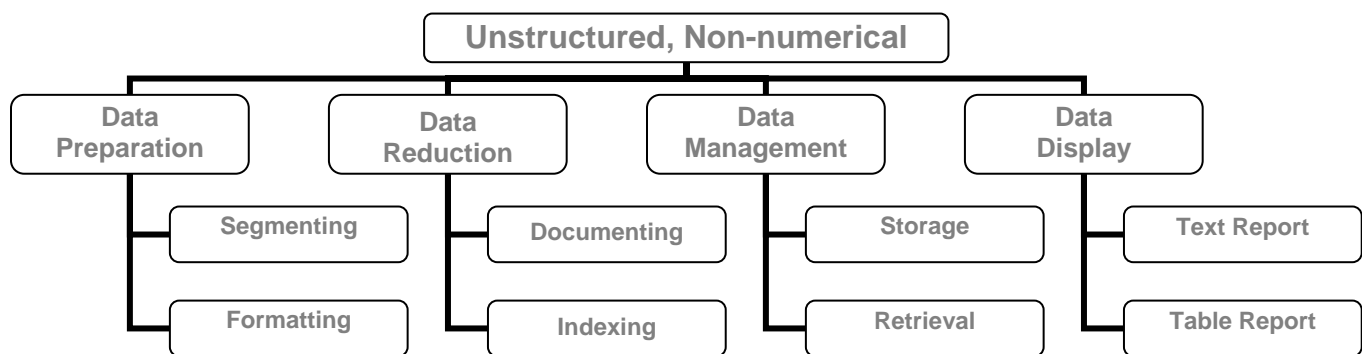 Unstructured, Non-numerical
Data
Preparation
Data
Reduction
Data
Management
Data
Display
Segmenting
Documenting
Storage
Text Report
Formatting
Indexing
Retrieval
Table Report